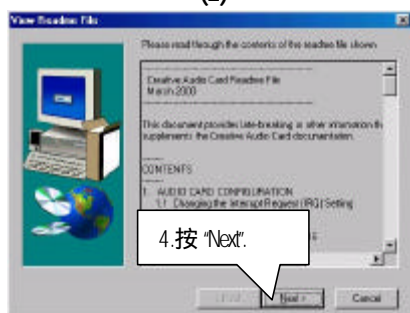 View Readme File
Please read through the contents of the readme file shown
Creative Audio Card Readme File
March 2000
This document provides late-breaking or other information th
supplements the Creative Audio Card documentation.
CONTENTS
1. AUDIO CARD CONFIGURATION
1.1 Changing the Interrupt Request (IRQ) Setting
4.按 “Next”.
Next >
Cancel